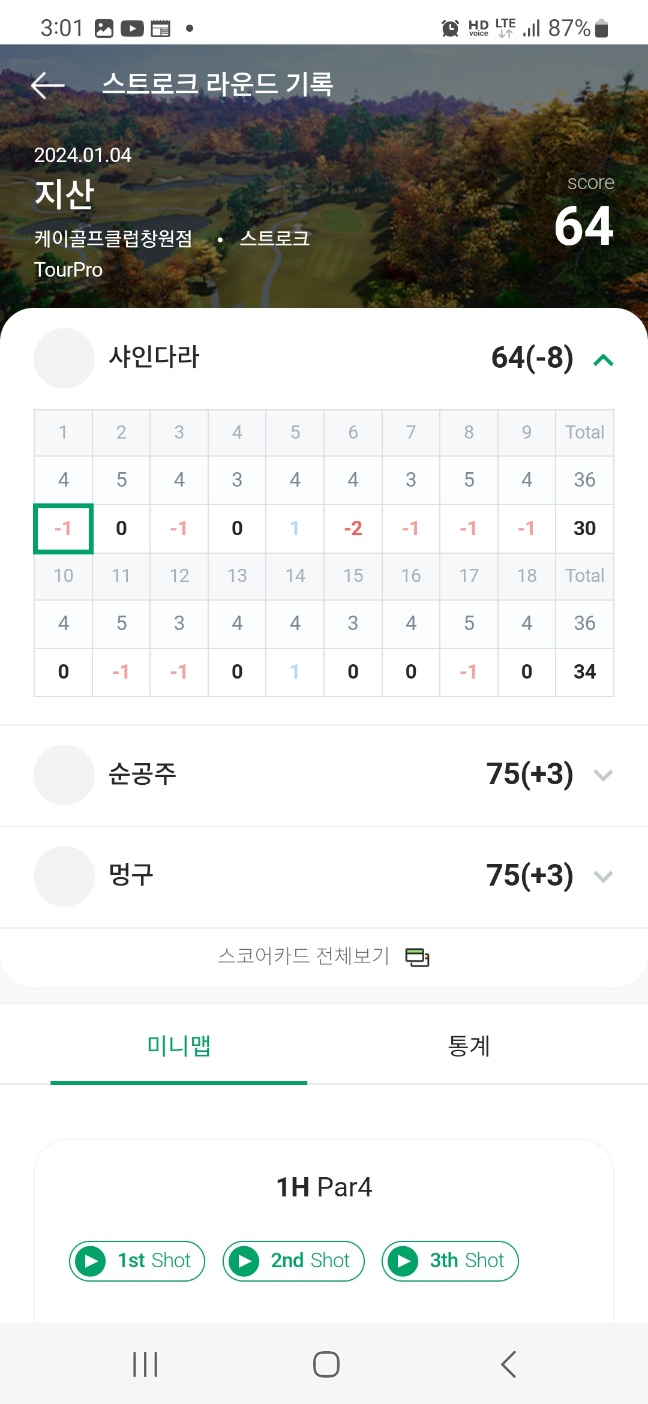 3:01 HD voice LTE 87%
스트로크 라운드 기록
2024.01.04
지산
score
64
케이골프클럽창원점 • 스트로크
TourPro
샤인다라 64(-8)
1 2 3 4 5 6 7 8 9 Total
4 5 4 3 4 4 3 5 4 36
-1 0 -1 0 1 -2 -1 -1 -1 30
10 11 12 13 14 15 16 17 18 Total
4 5 3 4 4 3 4 5 4 36
0 -1 -1 0 1 0 0 -1 0 34
순공주 75(+3)
멍구 75(+3)
스코어카드 전체보기
미니맵 통계
1H Par4
1st Shot 2nd Shot 3th Shot